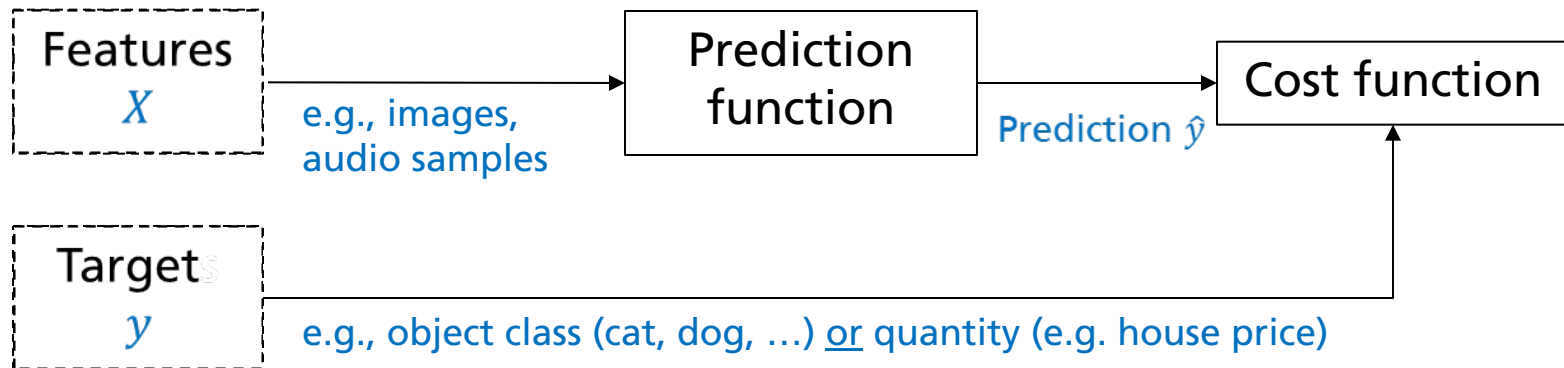 Features
X
e.g., images,
audio samples
Prediction
function
Prediction ŷ
Cost function
Targets
y
e.g., object class (cat, dog, …) or quantity (e.g. house price)